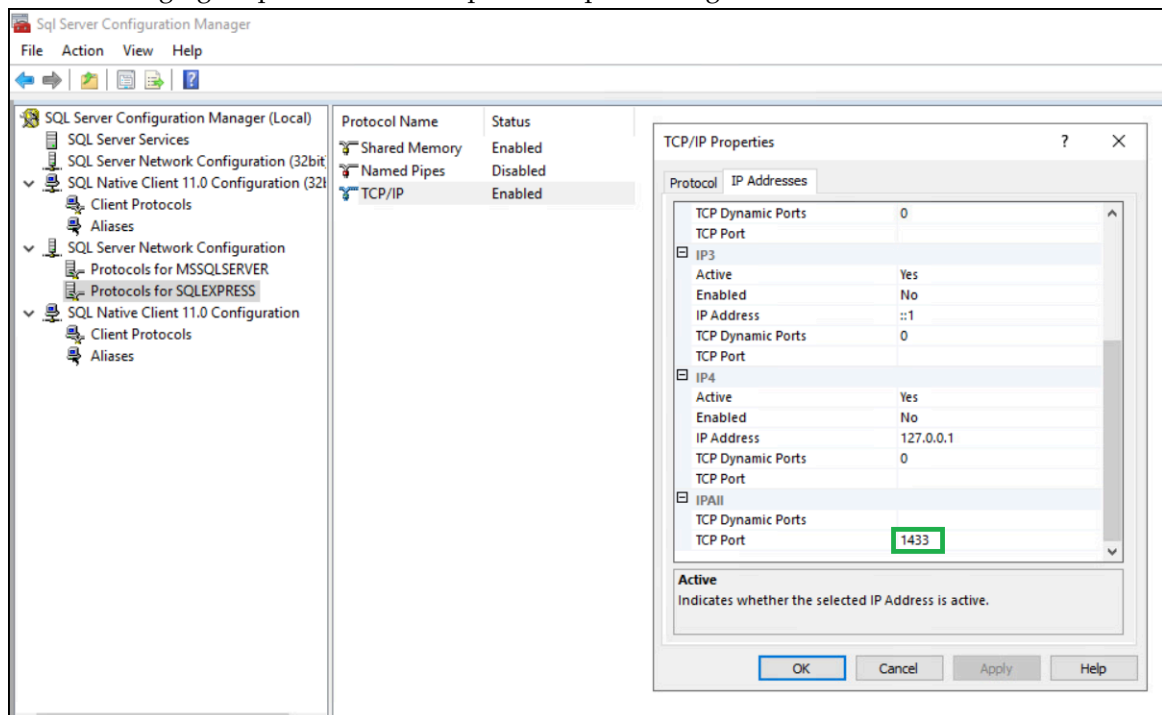 Sql Server Configuration Manager
File Action View Help
SQL Server Configuration Manager (Local)
SQL Server Services
SQL Server Network Configuration (32bit
SQL Native Client 11.0 Configuration (32b
Client Protocols
Aliases
SQL Server Network Configuration
Protocols for MSSQLSERVER
Protocols for SQLEXPRESS
SQL Native Client 11.0 Configuration
Client Protocols
Aliases
Protocol Name Status
Shared Memory Enabled
Named Pipes Disabled
TCP/IP Enabled
TCP/IP Properties ? ×
Protocol IP Addresses
TCP Dynamic Ports 0
TCP Port
IP3
Active Yes
Enabled No
IP Address ::1
TCP Dynamic Ports 0
TCP Port
IP4
Active Yes
Enabled No
IP Address 127.0.0.1
TCP Dynamic Ports 0
TCP Port
IPAll
TCP Dynamic Ports
TCP Port 1433
Active
Indicates whether the selected IP Address is active.
OK Cancel Apply Help